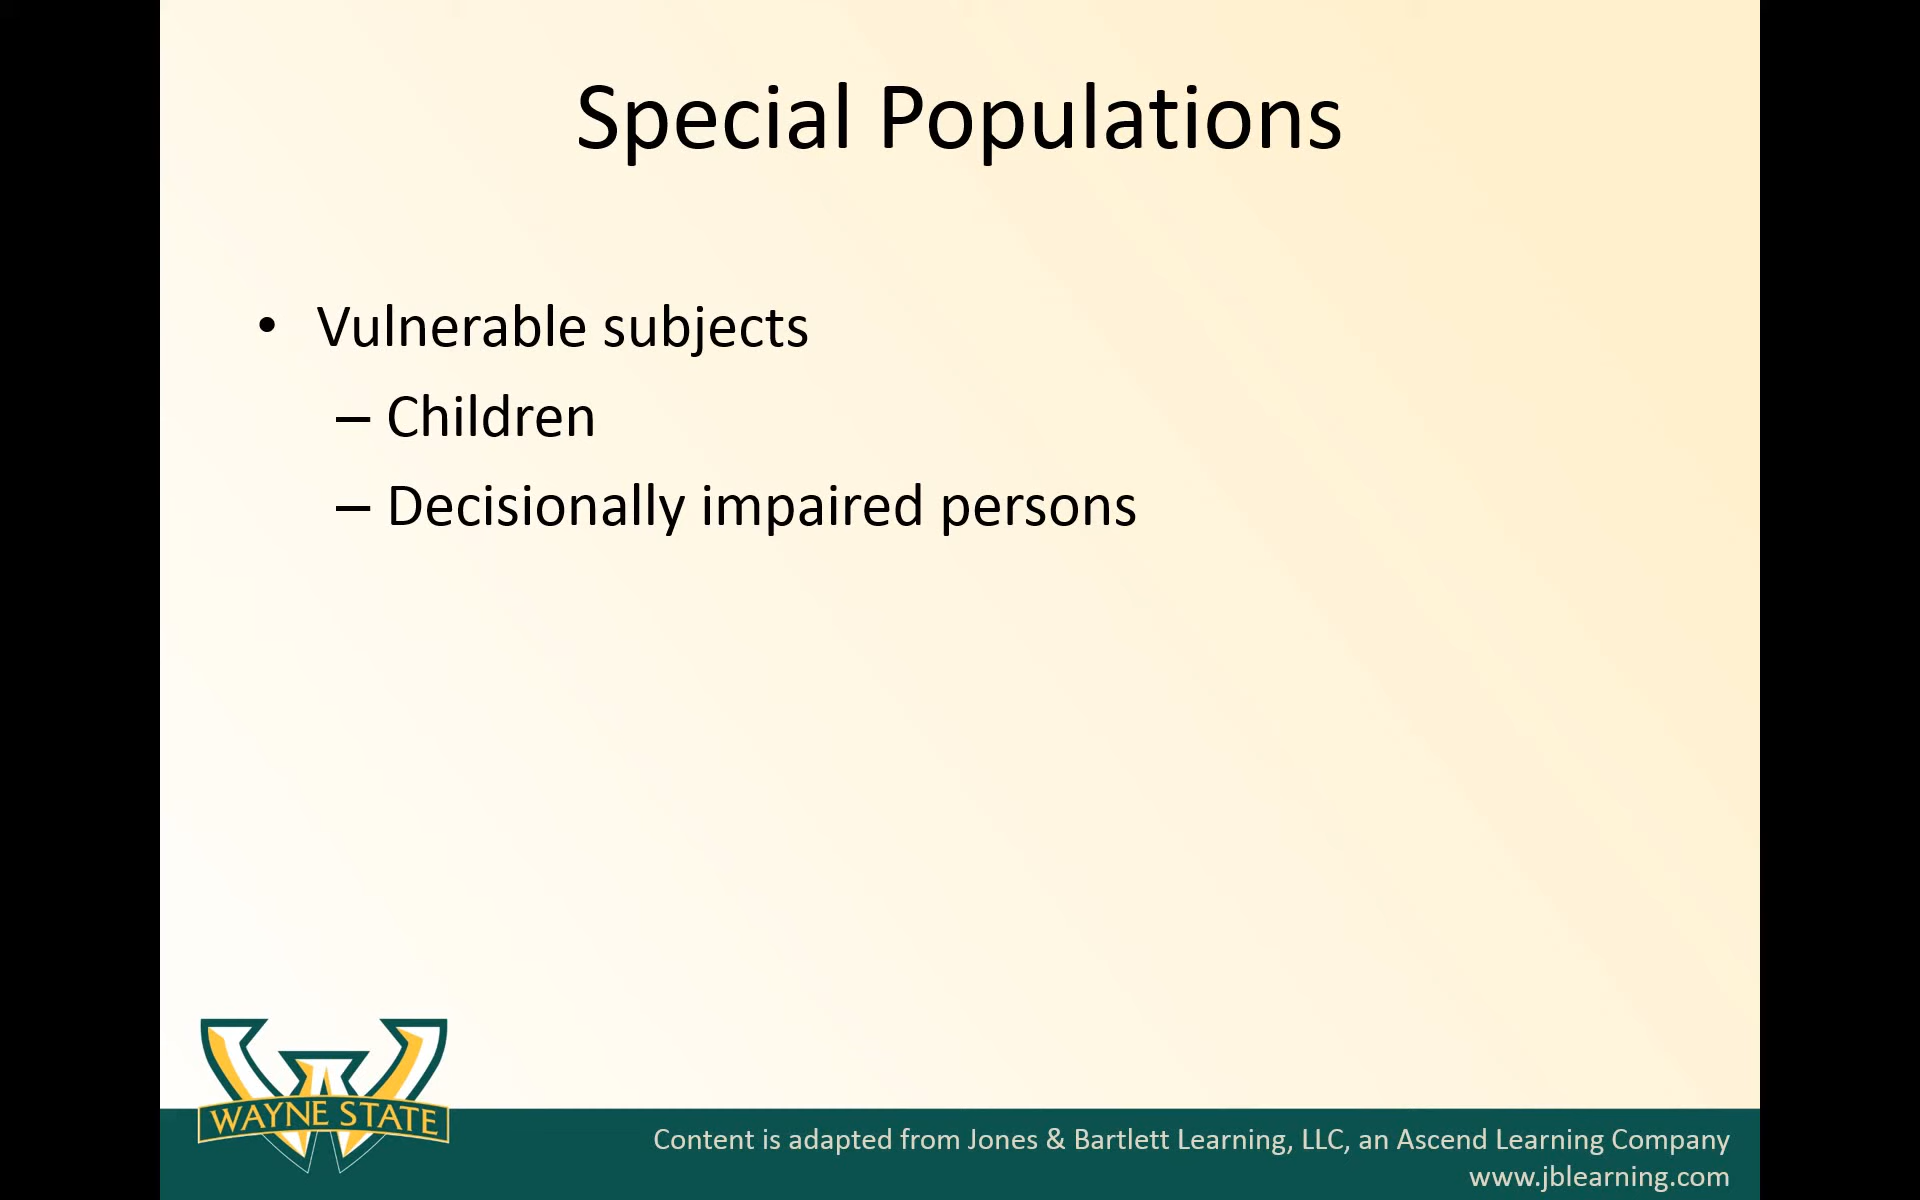 Special Populations
• Vulnerable subjects
– Children
– Decisionally impaired persons
WAYNE STATE
Content is adapted from Jones & Bartlett Learning, LLC, an Ascend Learning Company
www.jblearning.com